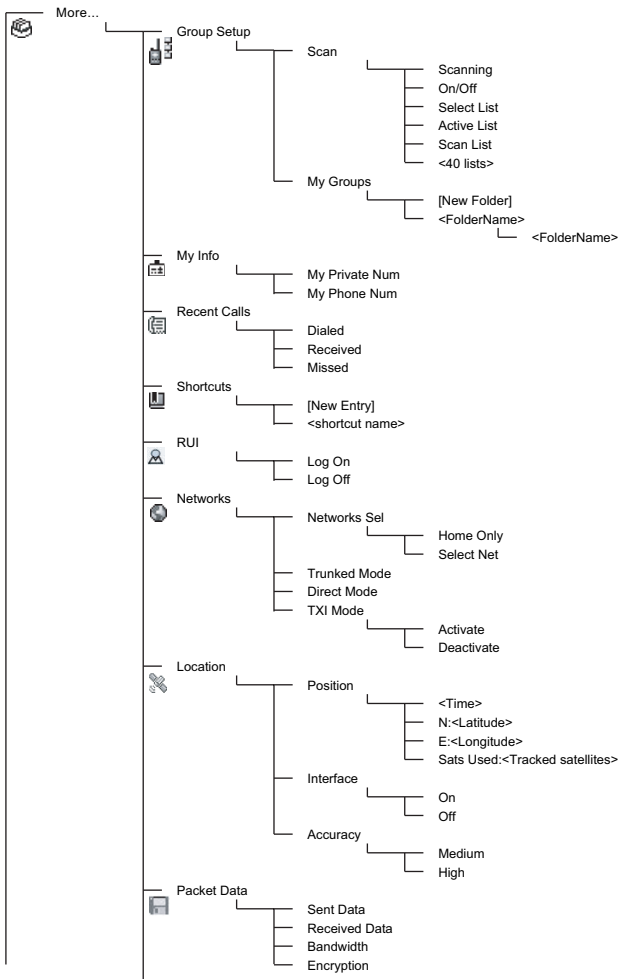 More...
Group Setup
Scan
Scanning
On/Off
Select List
Active List
Scan List
<40 lists>
My Groups
[New Folder]
<FolderName>
<FolderName>
My Info
My Private Num
My Phone Num
Recent Calls
Dialed
Received
Missed
Shortcuts
[New Entry]
<shortcut name>
RUI
Log On
Log Off
Networks
Networks Sel
Home Only
Select Net
Trunked Mode
Direct Mode
TXI Mode
Activate
Deactivate
Location
Position
<Time>
N:<Latitude>
E:<Longitude>
Sats Used:<Tracked satellites>
Interface
On
Off
Accuracy
Medium
High
Packet Data
Sent Data
Received Data
Bandwidth
Encryption